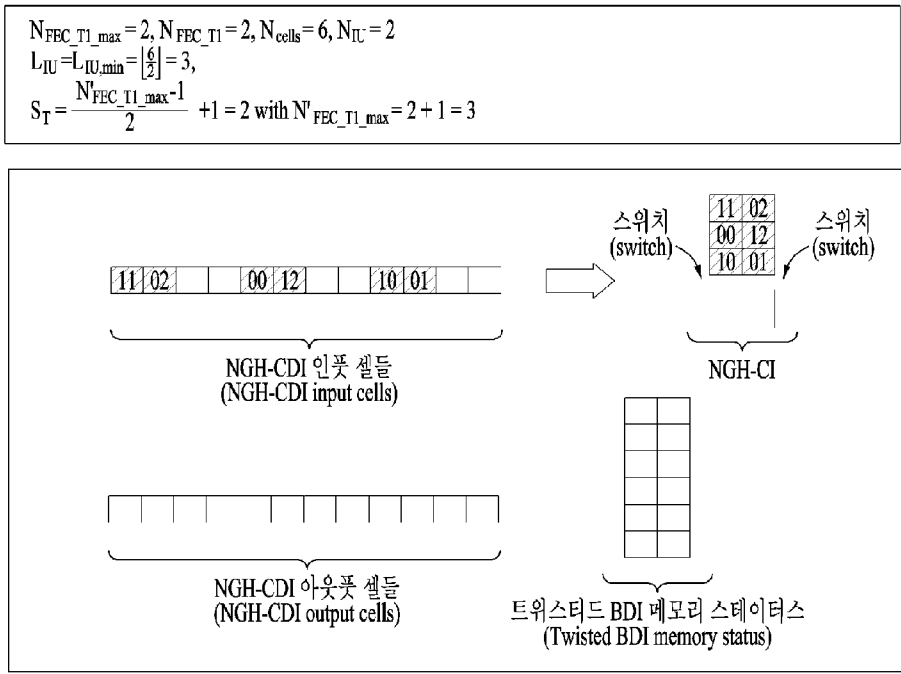 N_FEC_T1_max = 2, N_FEC_T1 = 2, N_cells = 6, N_IU = 2
L_IU = L_IU,min = ⌊6/2⌋ = 3,
S_T = (N'_FEC_T1_max - 1)/2 + 1 = 2 with N'_FEC_T1_max = 2 + 1 = 3
11 02
00 12
10 01
스위치
(switch)
스위치
(switch)
11 02 00 12 10 01
NGH-CDI 인풋 셀들
(NGH-CDI input cells)
NGH-CI
NGH-CDI 아웃풋 셀들
(NGH-CDI output cells)
트위스티드 BDI 메모리 스테이터스
(Twisted BDI memory status)